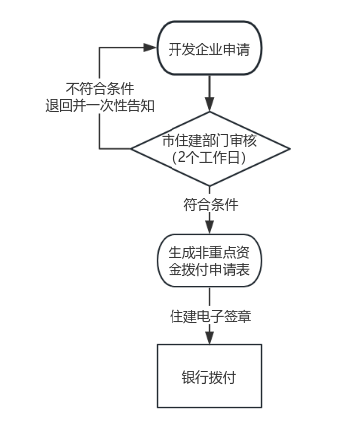 开发企业申请
不符合条件
退回并一次性告知
市住建部门审核
（2个工作日）
符合条件
生成非重点资
金拨付申请表
住建电子签章
银行拨付